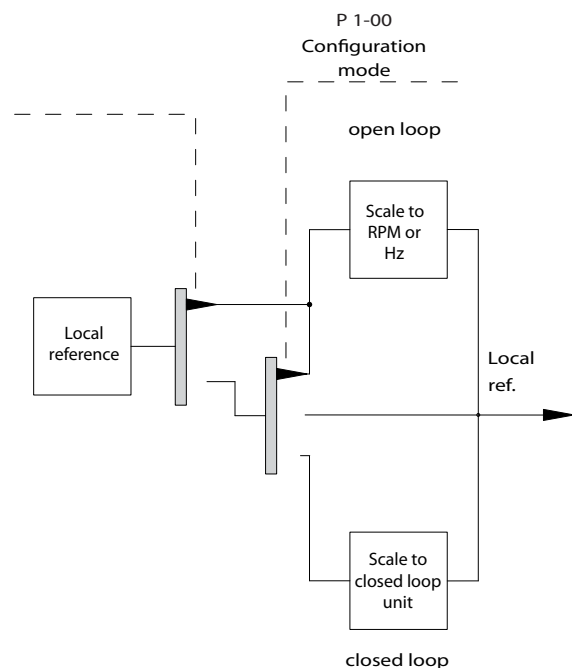 P 1-00
Configuration
mode
open loop
Scale to
RPM or
Hz
Local
reference
Local
ref.
Scale to
closed loop
unit
closed loop